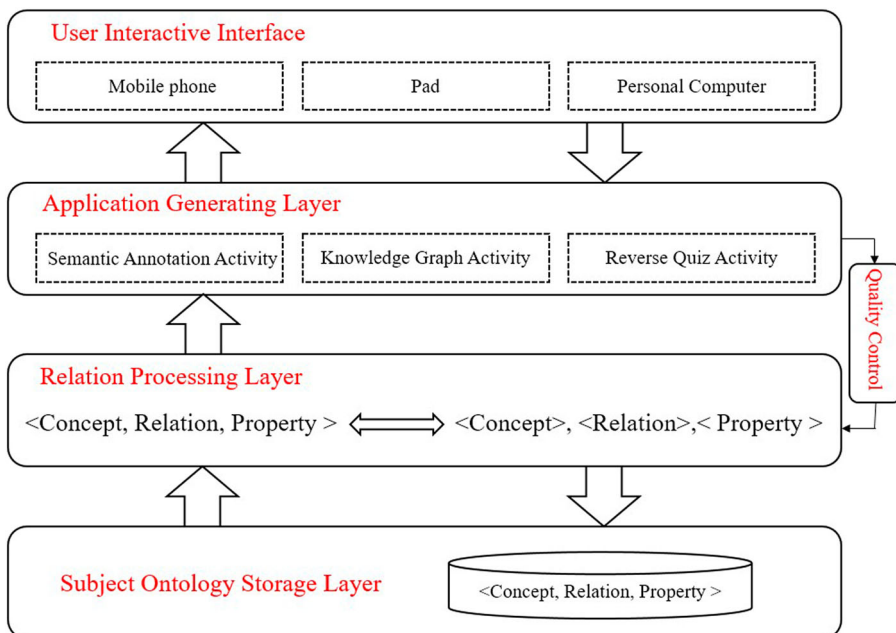 User Interactive Interface
Mobile phone
Pad
Personal Computer
Application Generating Layer
Semantic Annotation Activity
Knowledge Graph Activity
Reverse Quiz Activity
Quality Control
Relation Processing Layer
<Concept, Relation, Property >
<Concept>, <Relation>,< Property >
Subject Ontology Storage Layer
<Concept, Relation, Property >